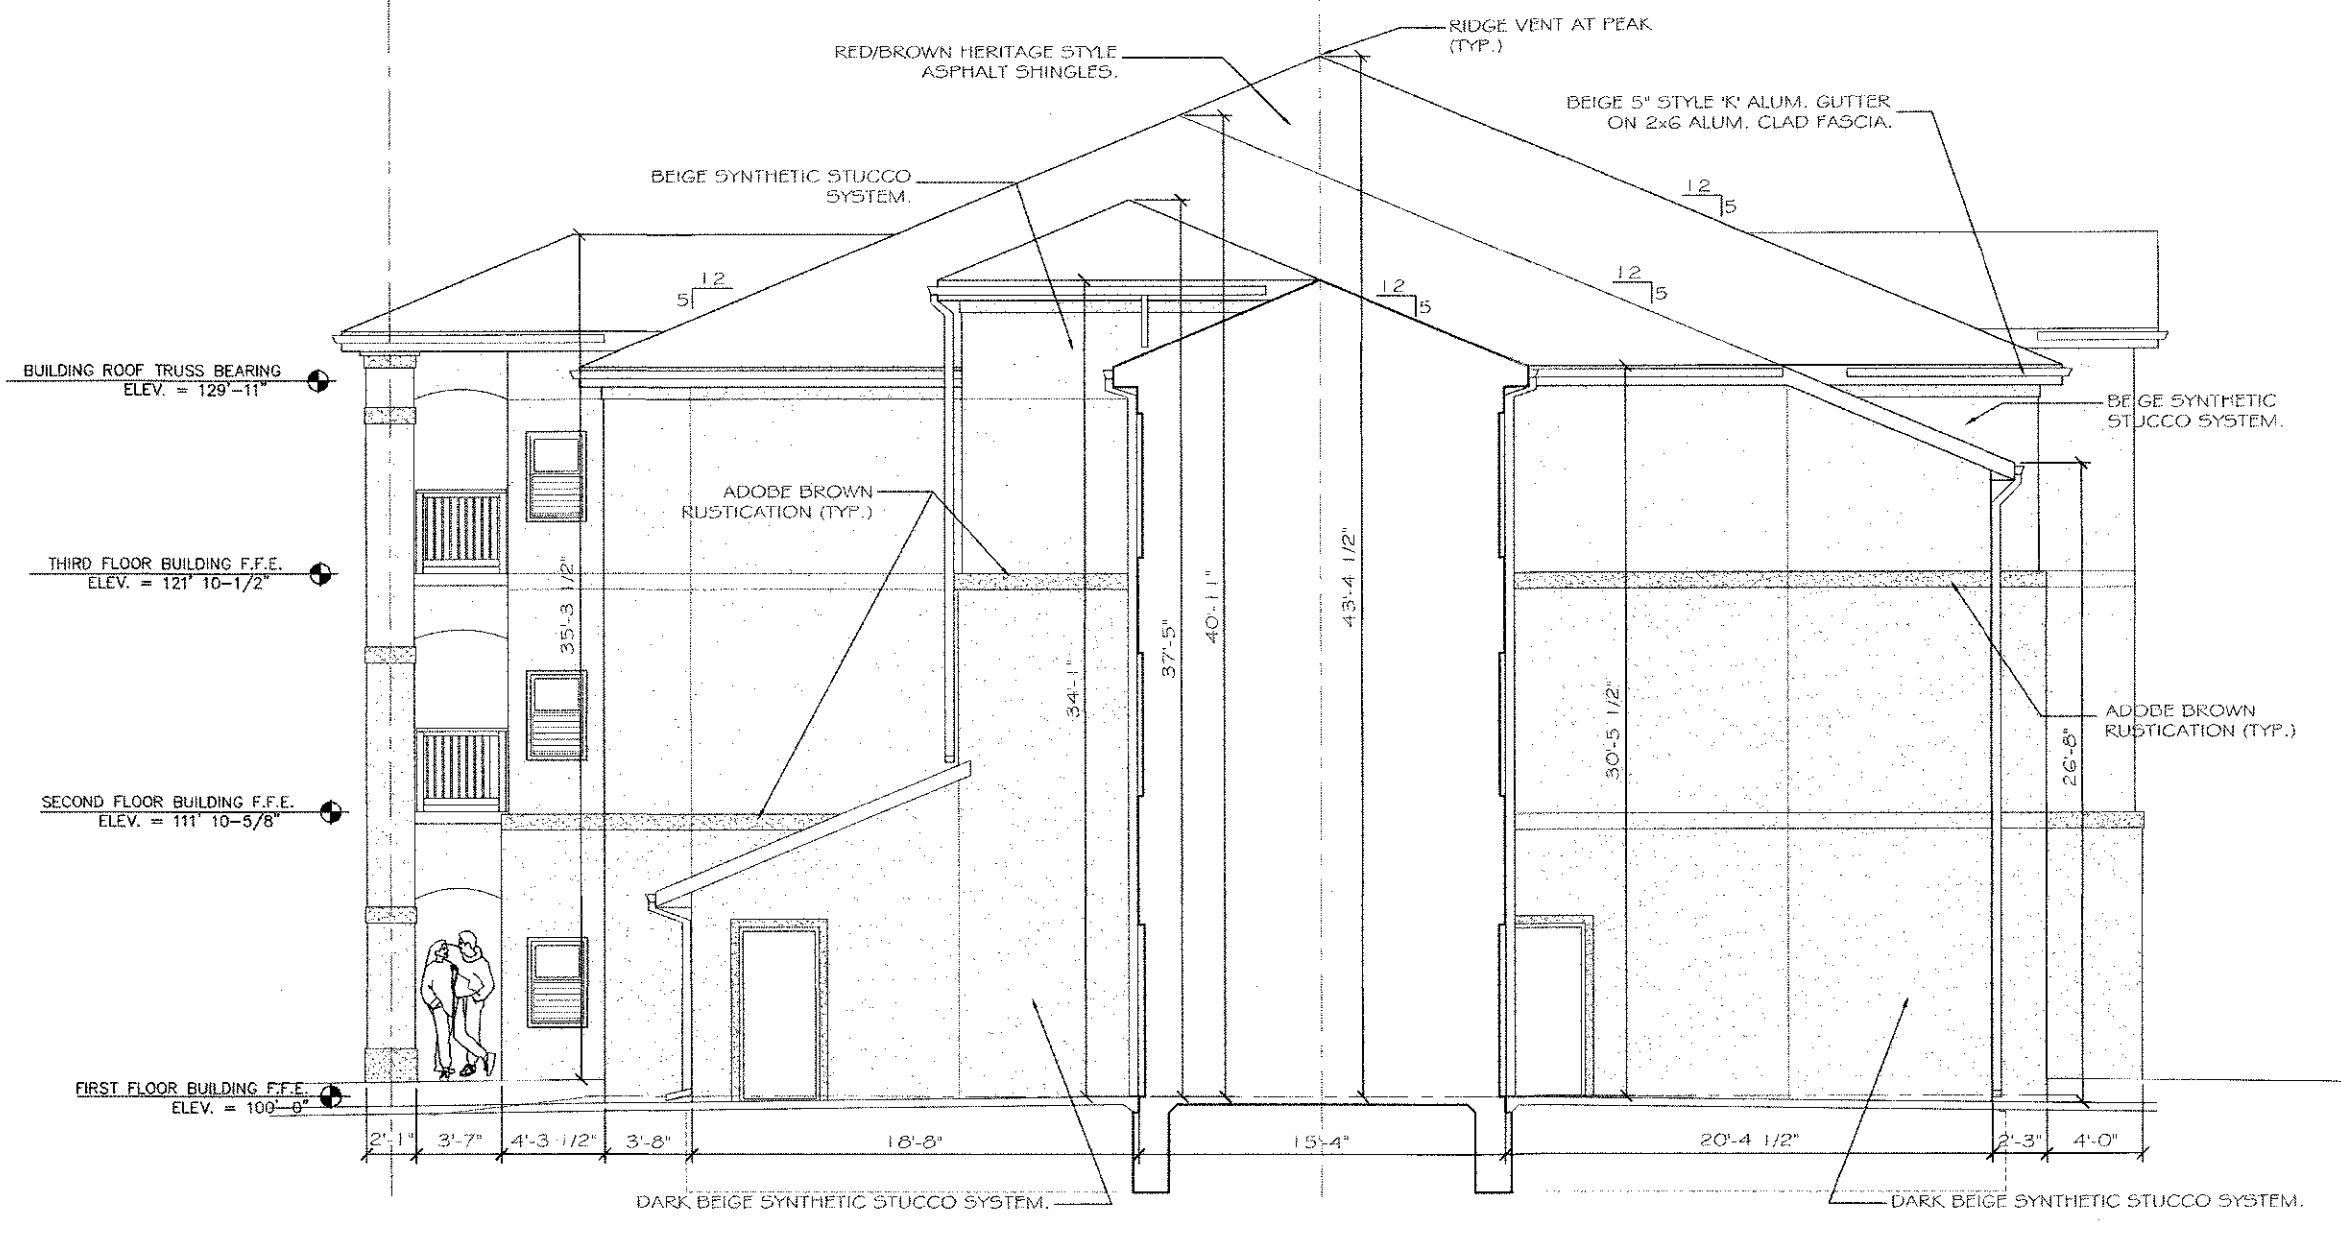 RIDGE VENT AT PEAK
(TYP.)
RED/BROWN HERITAGE STYLE
ASPHALT SHINGLES.
BEIGE 5" STYLE 'K' ALUM. GUTTER
ON 2x6 ALUM. CLAD FASCIA.
BEIGE SYNTHETIC STUCCO
SYSTEM.
12
5
12
5
12
5
12
5
BUILDING ROOF TRUSS BEARING
ELEV. = 129'-11"
BEIGE SYNTHETIC
STUCCO SYSTEM.
ADOBE BROWN
RUSTICATION (TYP.)
THIRD FLOOR BUILDING F.F.E.
ELEV. = 121' 10-1/2"
35'-3 1/2"
34'-1"
37'-5"
40'-11"
43'-4 1/2"
30'-5 1/2"
26'-8"
ADOBE BROWN
RUSTICATION (TYP.)
SECOND FLOOR BUILDING F.F.E.
ELEV. = 111' 10-5/8"
FIRST FLOOR BUILDING F.F.E.
ELEV. = 100'-0"
2'-1"
3'-7"
4'-3 1/2"
3'-8"
18'-8"
15'-4"
20'-4 1/2"
2'-3"
4'-0"
DARK BEIGE SYNTHETIC STUCCO SYSTEM.
DARK BEIGE SYNTHETIC STUCCO SYSTEM.